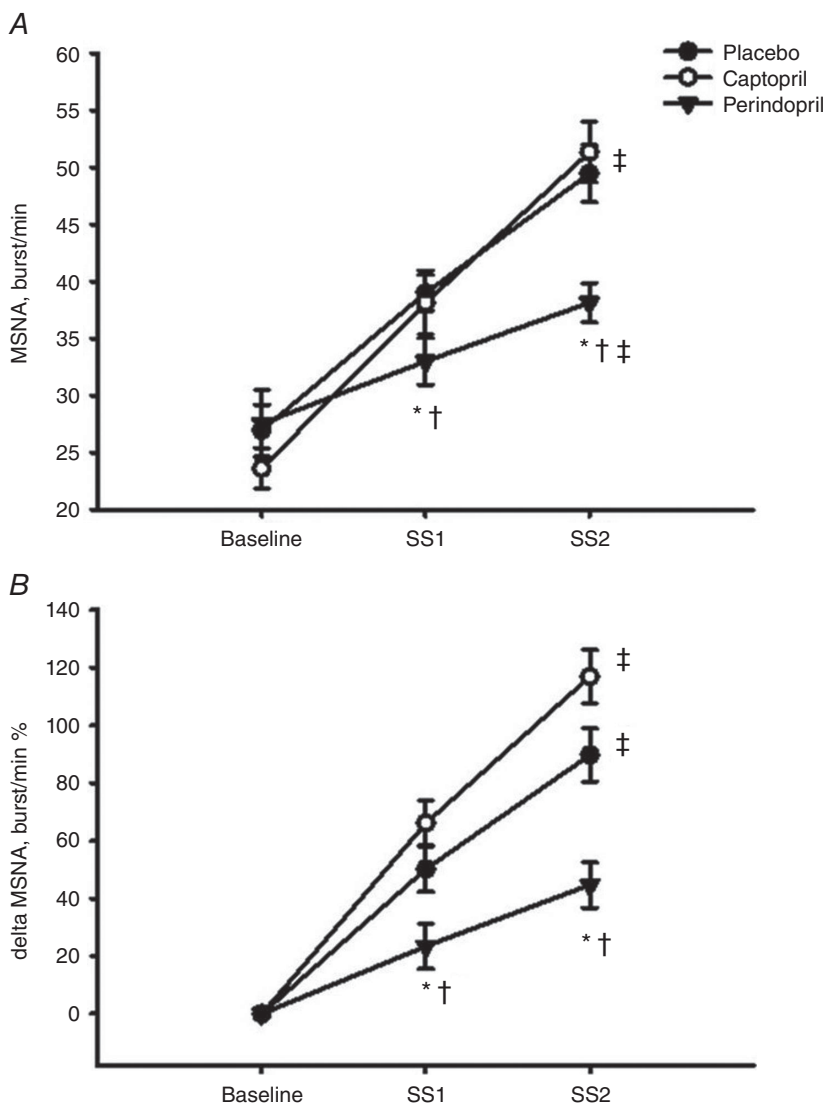 A
Placebo
Captopril
Perindopril
MSNA, burst/min
60
55
50
45
40
35
30
25
20
‡
* † ‡
* †
Baseline SS1 SS2
B
delta MSNA, burst/min %
140
120
100
80
60
40
20
0
‡
‡
* †
* †
Baseline SS1 SS2